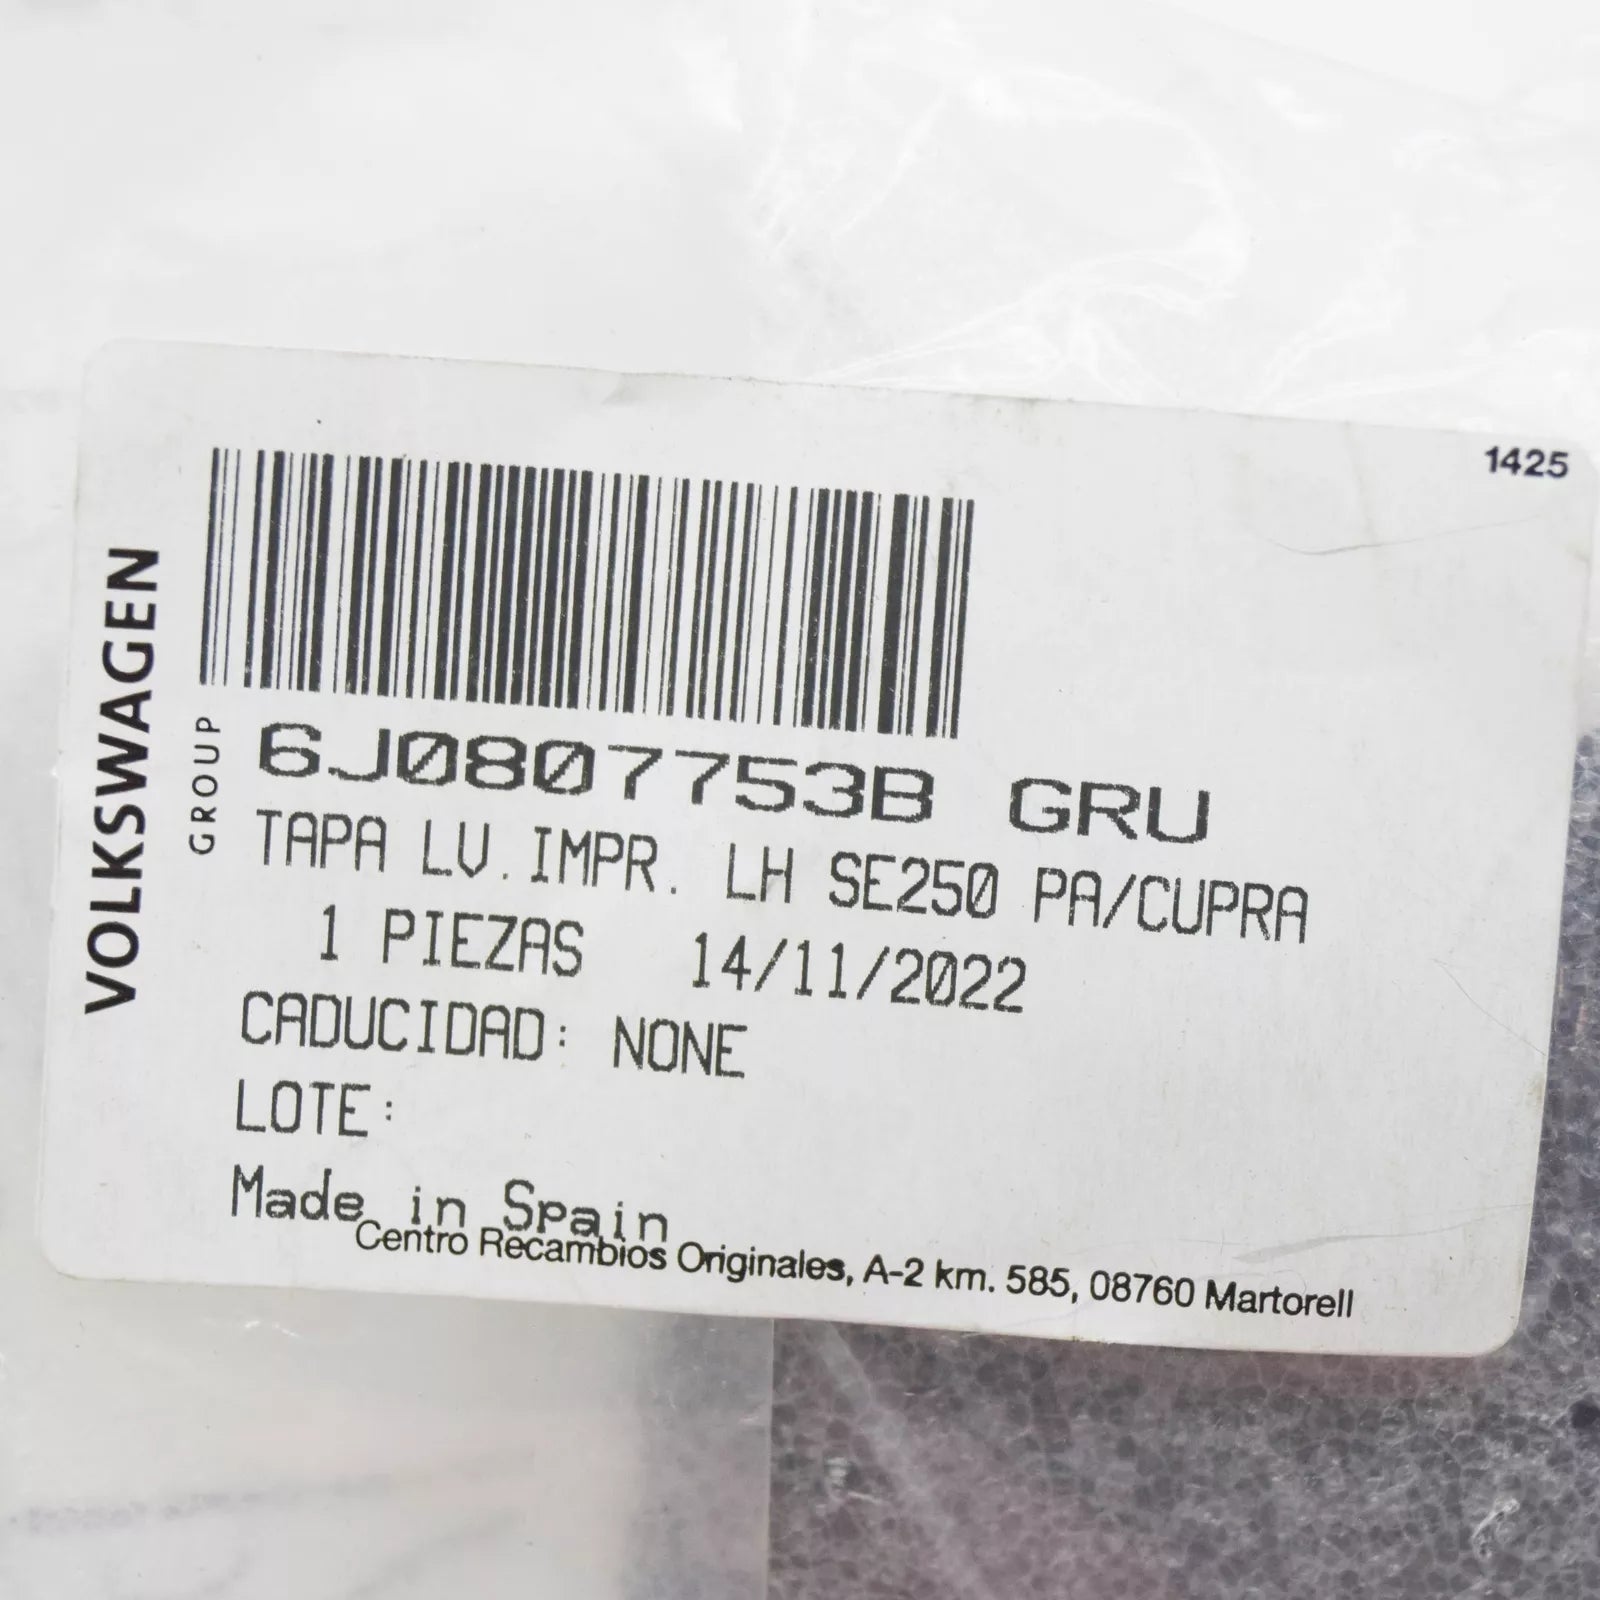 1425
VOLKSWAGEN
GROUP
6J0807753B GRU
TAPA LV.IMPR. LH SE250 PA/CUPRA
1 PIEZAS 14/11/2022
CADUCIDAD: NONE
LOTE:
Made in Spain
Centro Recambios Originales, A-2 km. 585, 08760 Martorell